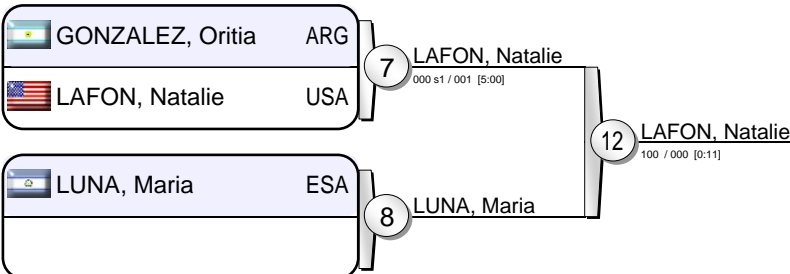 GONZALEZ, Oritia ARG
LAFON, Natalie USA
7
LAFON, Natalie
000 s1 / 001 [5:00]
LUNA, Maria ESA
8
LUNA, Maria
12
LAFON, Natalie
100 / 000 [0:11]